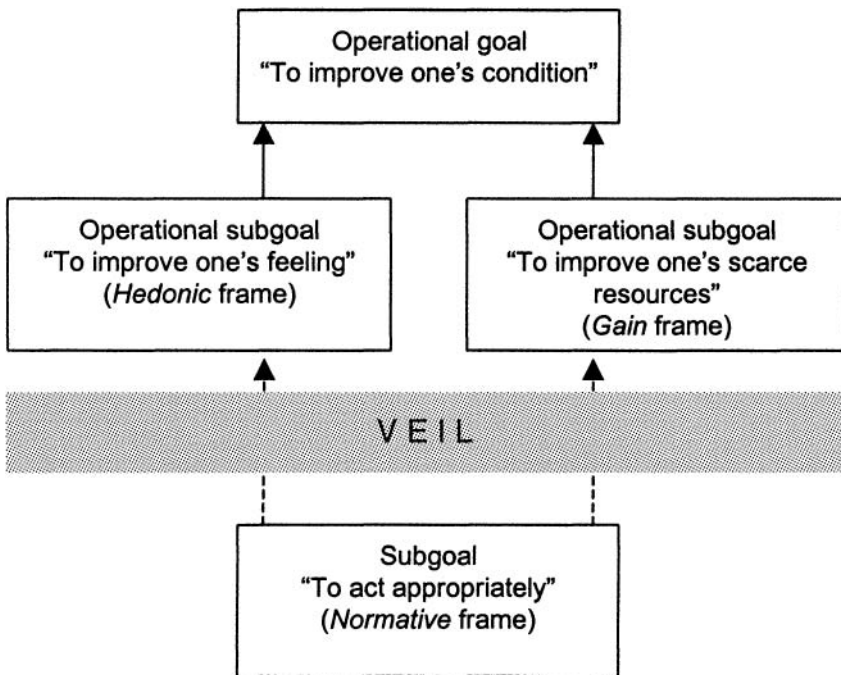 Operational goal
“To improve one’s condition”
Operational subgoal
“To improve one’s feeling”
(Hedonic frame)
Operational subgoal
“To improve one’s scarce
resources”
(Gain frame)
VEIL
Subgoal
“To act appropriately”
(Normative frame)